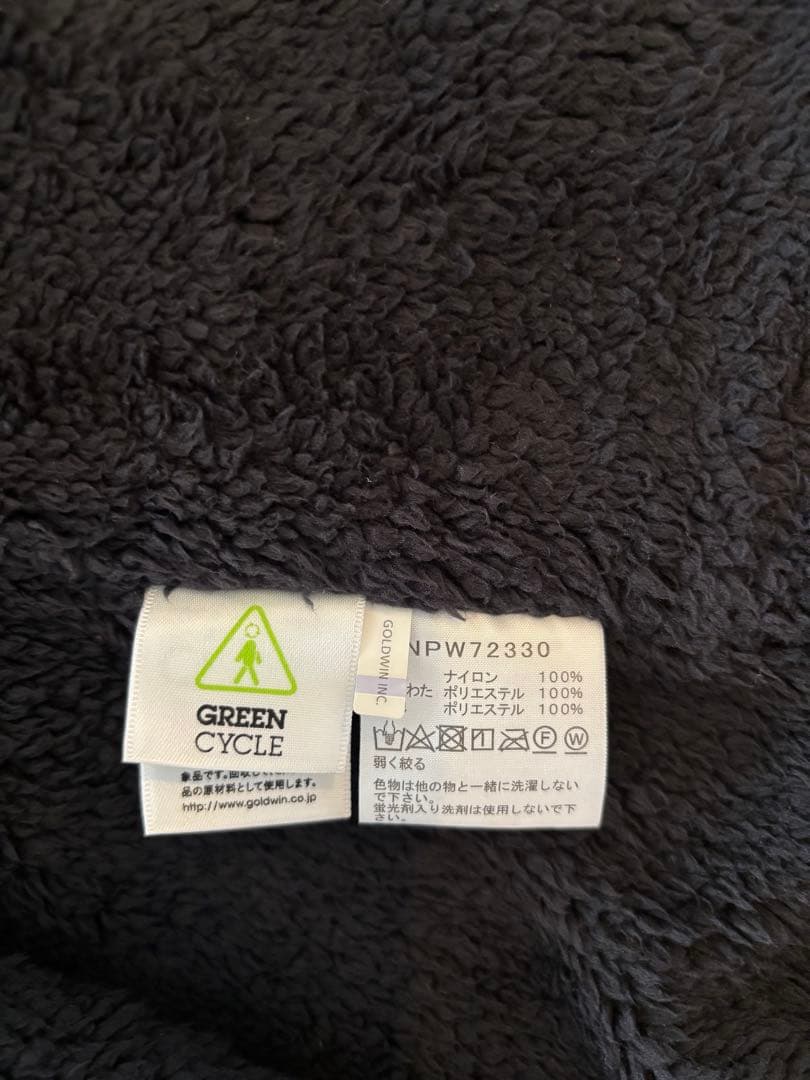 GREEN
CYCLE
品の原材料として使用します。
http://www.goldwin.co.jp
GOLDWIN INC.
NPW72330
ナイロン 100%
わた ポリエステル 100%
ポリエステル 100%
F W
弱く絞る
色物は他の物と一緒に洗濯しない
で下さい。
蛍光剤入り洗剤は使用しないで下
さい。